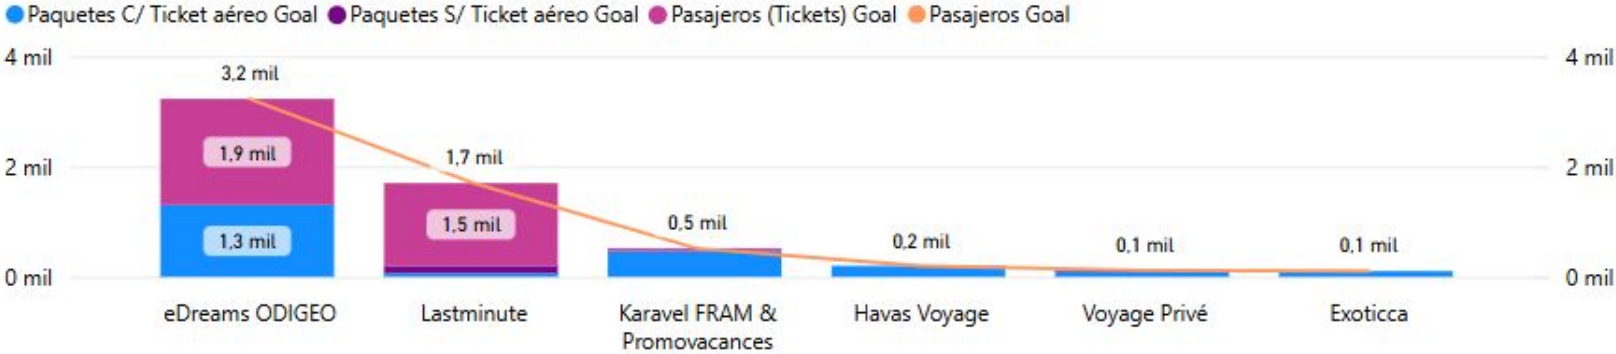 Paquetes C/ Ticket aéreo Goal Paquetes S/ Ticket aéreo Goal Pasajeros (Tickets) Goal Pasajeros Goal
4 mil 4 mil
3,2 mil
1,9 mil
1,7 mil
2 mil 2 mil
1,3 mil
1,5 mil
0,5 mil
0,2 mil
0,1 mil
0,1 mil
0 mil 0 mil
eDreams ODIGEO Lastminute Karavel FRAM & Havas Voyage Voyage Privé Exoticca
Promovacances